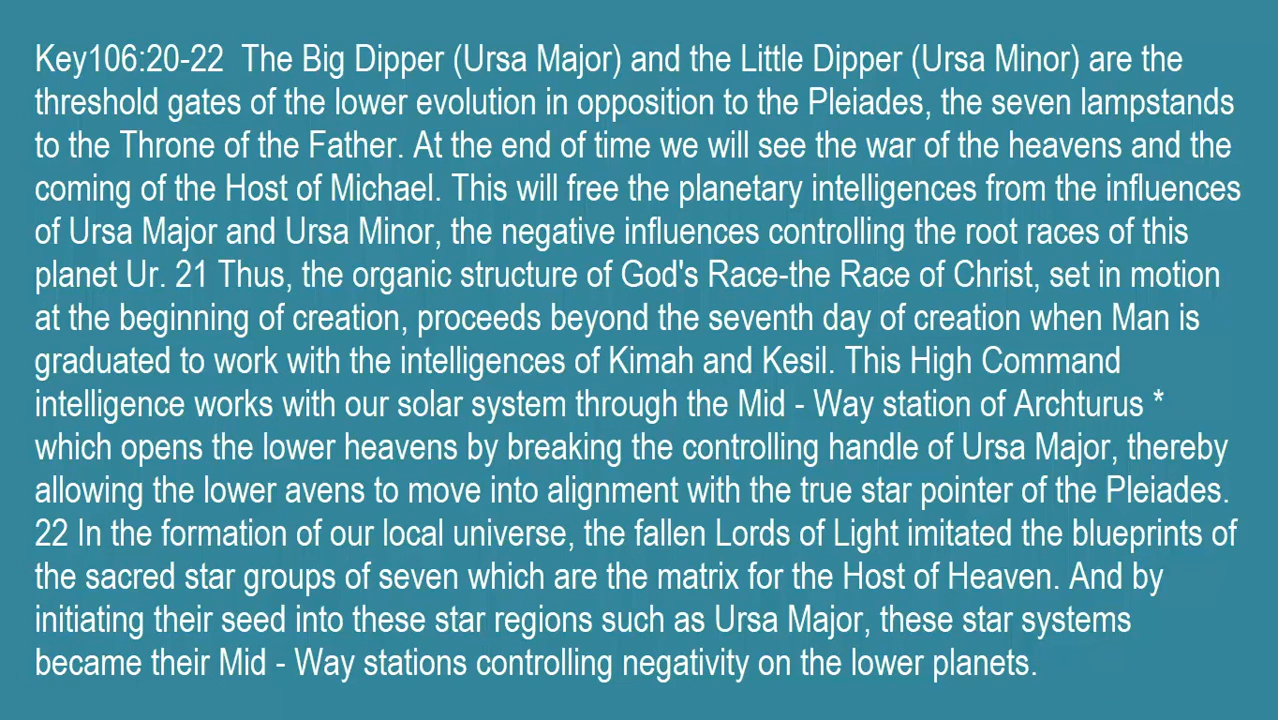 Key106:20-22  The Big Dipper (Ursa Major) and the Little Dipper (Ursa Minor) are the
threshold gates of the lower evolution in opposition to the Pleiades, the seven lampstands
to the Throne of the Father. At the end of time we will see the war of the heavens and the
coming of the Host of Michael. This will free the planetary intelligences from the influences
of Ursa Major and Ursa Minor, the negative influences controlling the root races of this
planet Ur. 21 Thus, the organic structure of God's Race-the Race of Christ, set in motion
at the beginning of creation, proceeds beyond the seventh day of creation when Man is
graduated to work with the intelligences of Kimah and Kesil. This High Command
intelligence works with our solar system through the Mid - Way station of Archturus *
which opens the lower heavens by breaking the controlling handle of Ursa Major, thereby
allowing the lower avens to move into alignment with the true star pointer of the Pleiades.
22 In the formation of our local universe, the fallen Lords of Light imitated the blueprints of
the sacred star groups of seven which are the matrix for the Host of Heaven. And by
initiating their seed into these star regions such as Ursa Major, these star systems
became their Mid - Way stations controlling negativity on the lower planets.